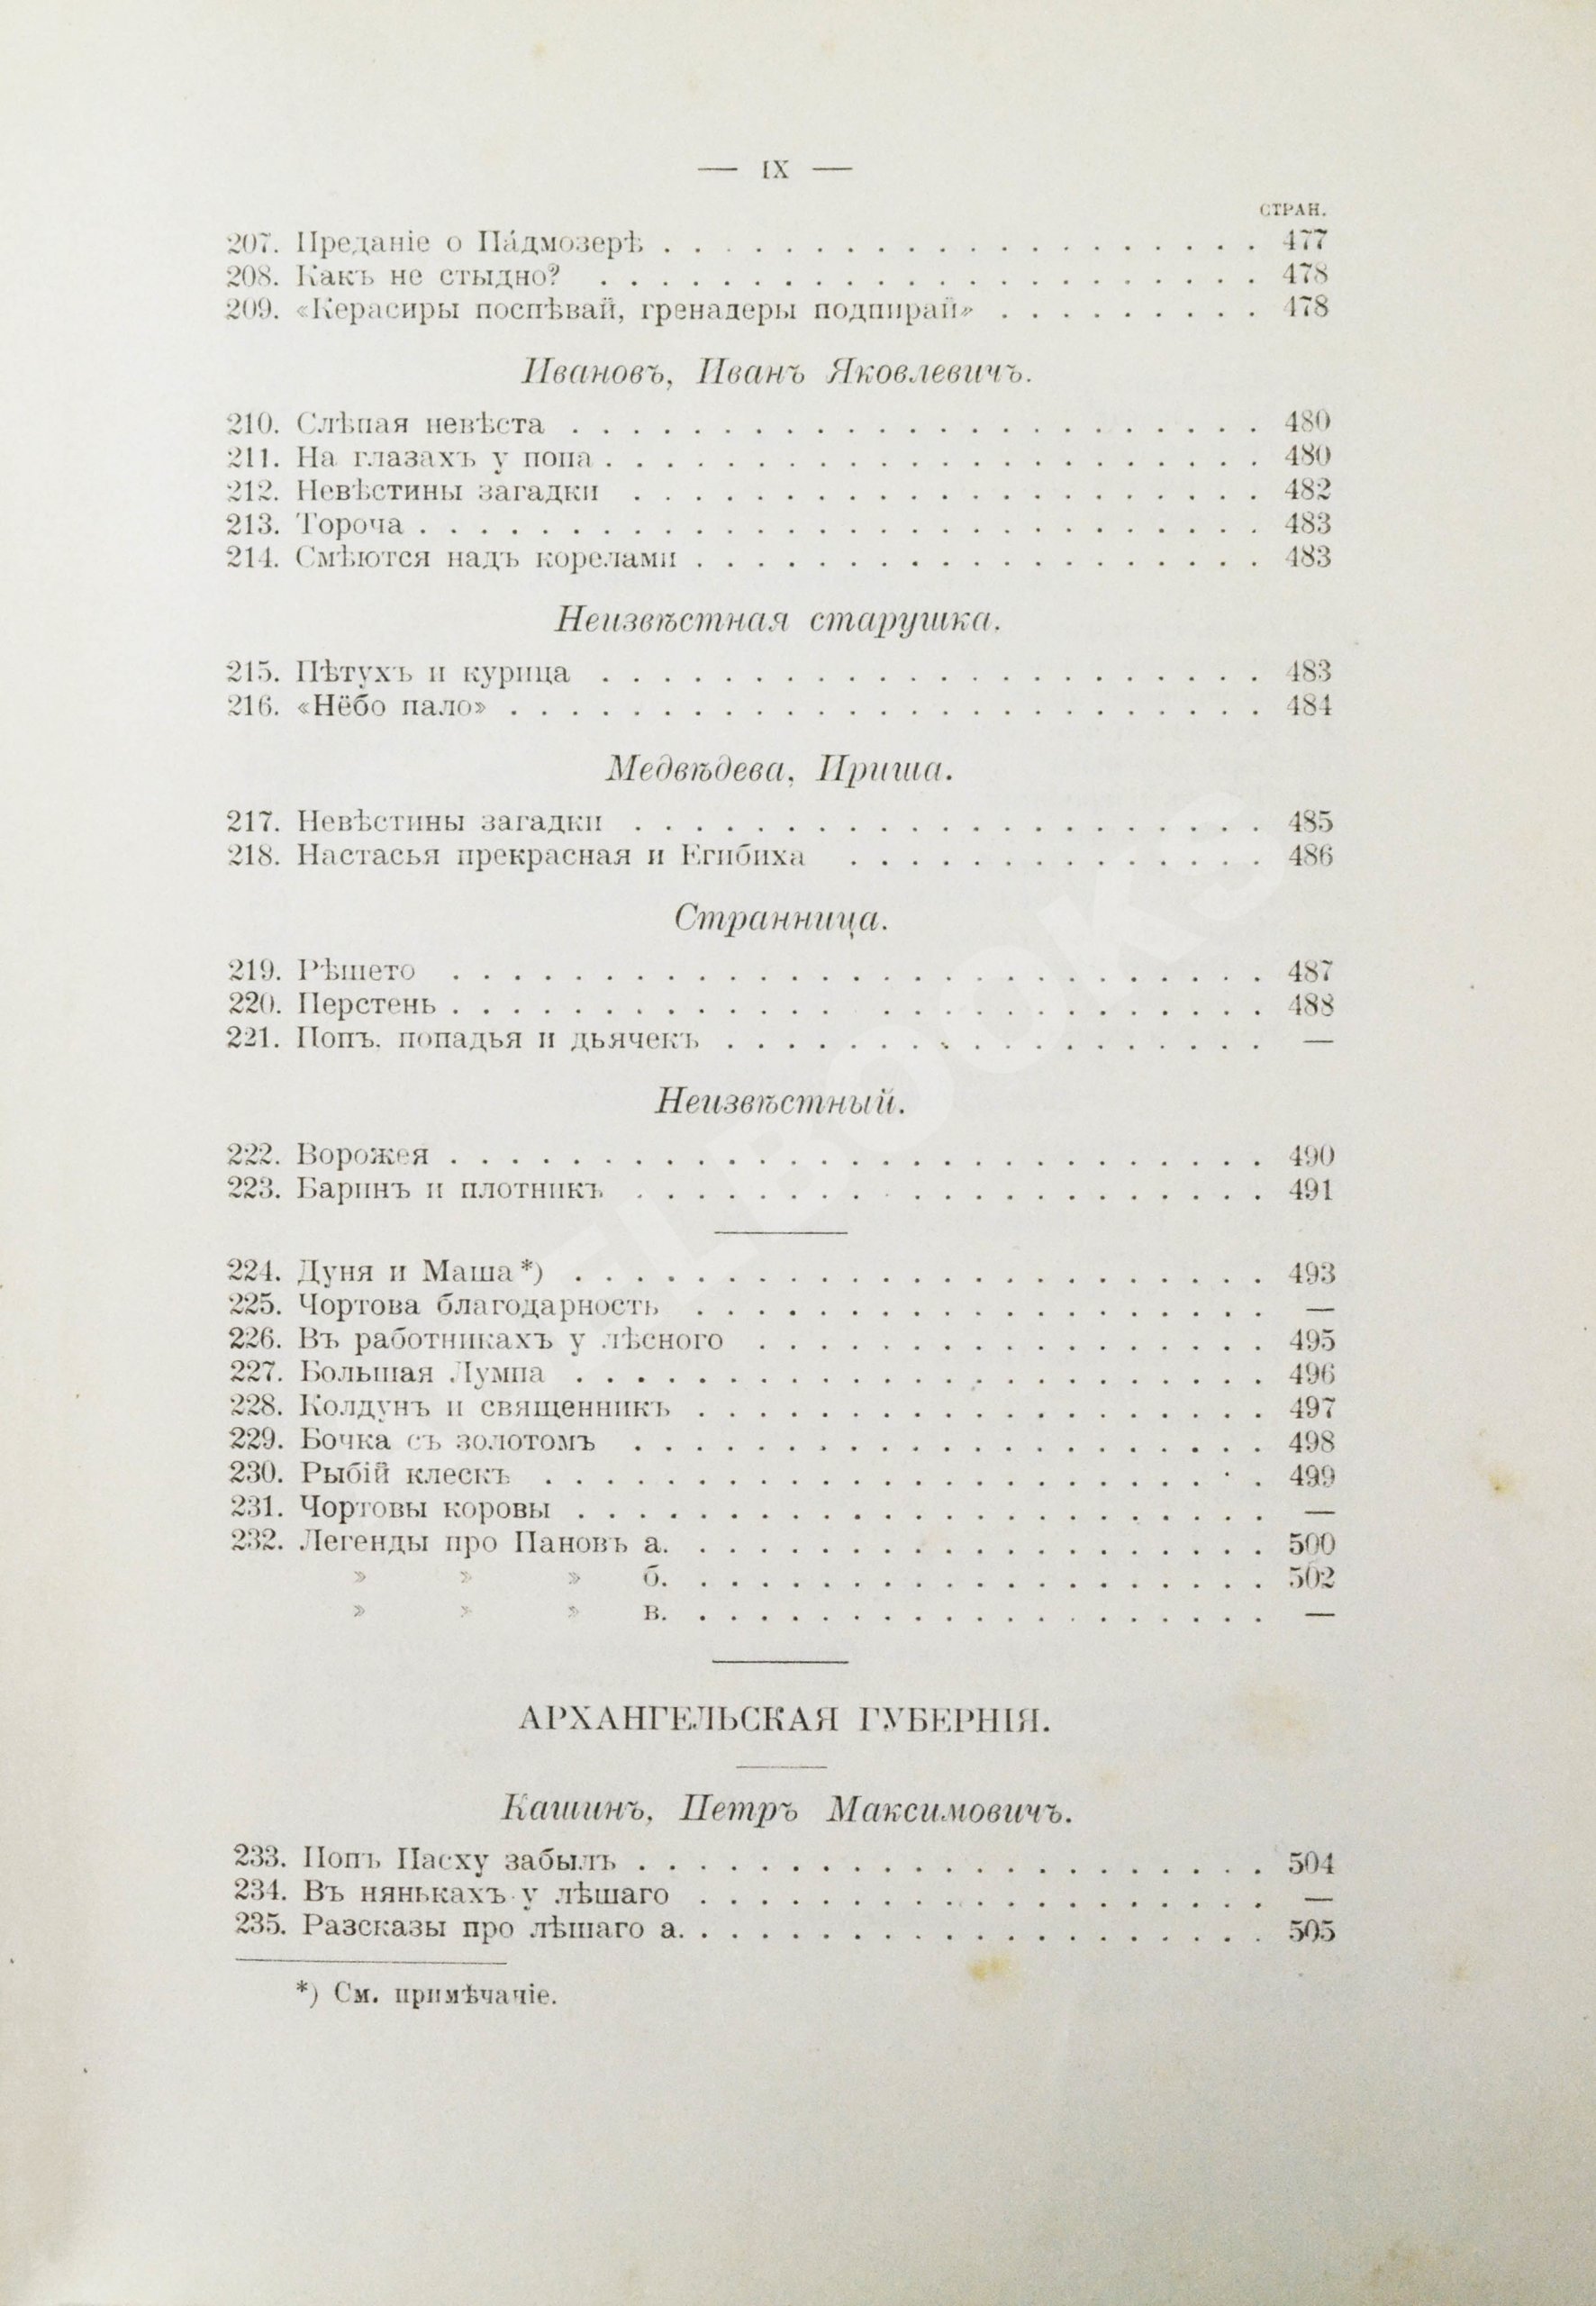 — IX —
СТРАН.
207. Преданіе о Па́дмозерѣ . . . . . . . . . . . . . . . . . . . . 477
208. Какъ не стыдно? . . . . . . . . . . . . . . . . . . . . . . 478
209. «Керасиры поспѣвай, гренадеры подпирай» . . . . . . . . . 478
Ивановъ, Иванъ Яковлевичъ.
210. Слѣпая невѣста . . . . . . . . . . . . . . . . . . . . . . . 480
211. На глазахъ у попа . . . . . . . . . . . . . . . . . . . . . . 480
212. Невѣстины загадки . . . . . . . . . . . . . . . . . . . . . 482
213. Тороча . . . . . . . . . . . . . . . . . . . . . . . . . . . . 483
214. Смѣются надъ корелами . . . . . . . . . . . . . . . . . . . 483
Неизвѣстная старушка.
215. Пѣтухъ и курица . . . . . . . . . . . . . . . . . . . . . . 483
216. «Нёбо пало» . . . . . . . . . . . . . . . . . . . . . . . . . 484
Медвѣдева, Ириша.
217. Невѣстины загадки . . . . . . . . . . . . . . . . . . . . . 485
218. Настасья прекрасная и Егибиха . . . . . . . . . . . . . . 486
Странница.
219. Рѣшето . . . . . . . . . . . . . . . . . . . . . . . . . . . 487
220. Перстень . . . . . . . . . . . . . . . . . . . . . . . . . . 488
221. Попъ, попадья и дьячекъ . . . . . . . . . . . . . . . . . . —
Неизвѣстный.
222. Ворожея . . . . . . . . . . . . . . . . . . . . . . . . . . . 490
223. Баринъ и плотникъ . . . . . . . . . . . . . . . . . . . . . 491
224. Дуня и Маша *) . . . . . . . . . . . . . . . . . . . . . . . 493
225. Чортова благодарность . . . . . . . . . . . . . . . . . . . —
226. Въ работникахъ у лѣсного . . . . . . . . . . . . . . . . . 495
227. Большая Лумпа . . . . . . . . . . . . . . . . . . . . . . . 496
228. Колдунъ и священникъ . . . . . . . . . . . . . . . . . . . 497
229. Бочка съ золотомъ . . . . . . . . . . . . . . . . . . . . . 498
230. Рыбій клескъ . . . . . . . . . . . . . . . . . . . . . . . . 499
231. Чортовы коровы . . . . . . . . . . . . . . . . . . . . . . . —
232. Легенды про Пановъ а. . . . . . . . . . . . . . . . . . . . 500
» » » б. . . . . . . . . . . . . . . . . . . . 502
» » » в. . . . . . . . . . . . . . . . . . . . —
АРХАНГЕЛЬСКАЯ ГУБЕРНІЯ.
Кашинъ, Петръ Максимовичъ.
233. Попъ Пасху забылъ . . . . . . . . . . . . . . . . . . . . . 504
234. Въ нянькахъ у лѣшаго . . . . . . . . . . . . . . . . . . . —
235. Разсказы про лѣшаго а. . . . . . . . . . . . . . . . . . . . 505
*) См. примѣчаніе.